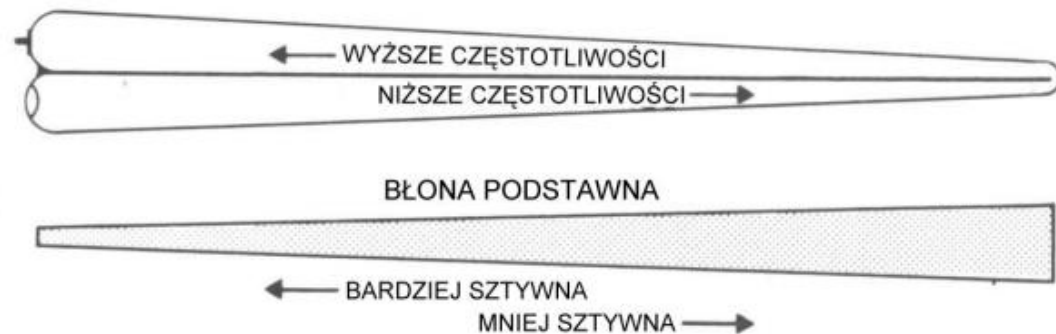 WYŻSZE CZĘSTOTLIWOŚCI
NIŻSZE CZĘSTOTLIWOŚCI
BŁONA PODSTAWNA
BARDZIEJ SZTYWNA
MNIEJ SZTYWNA